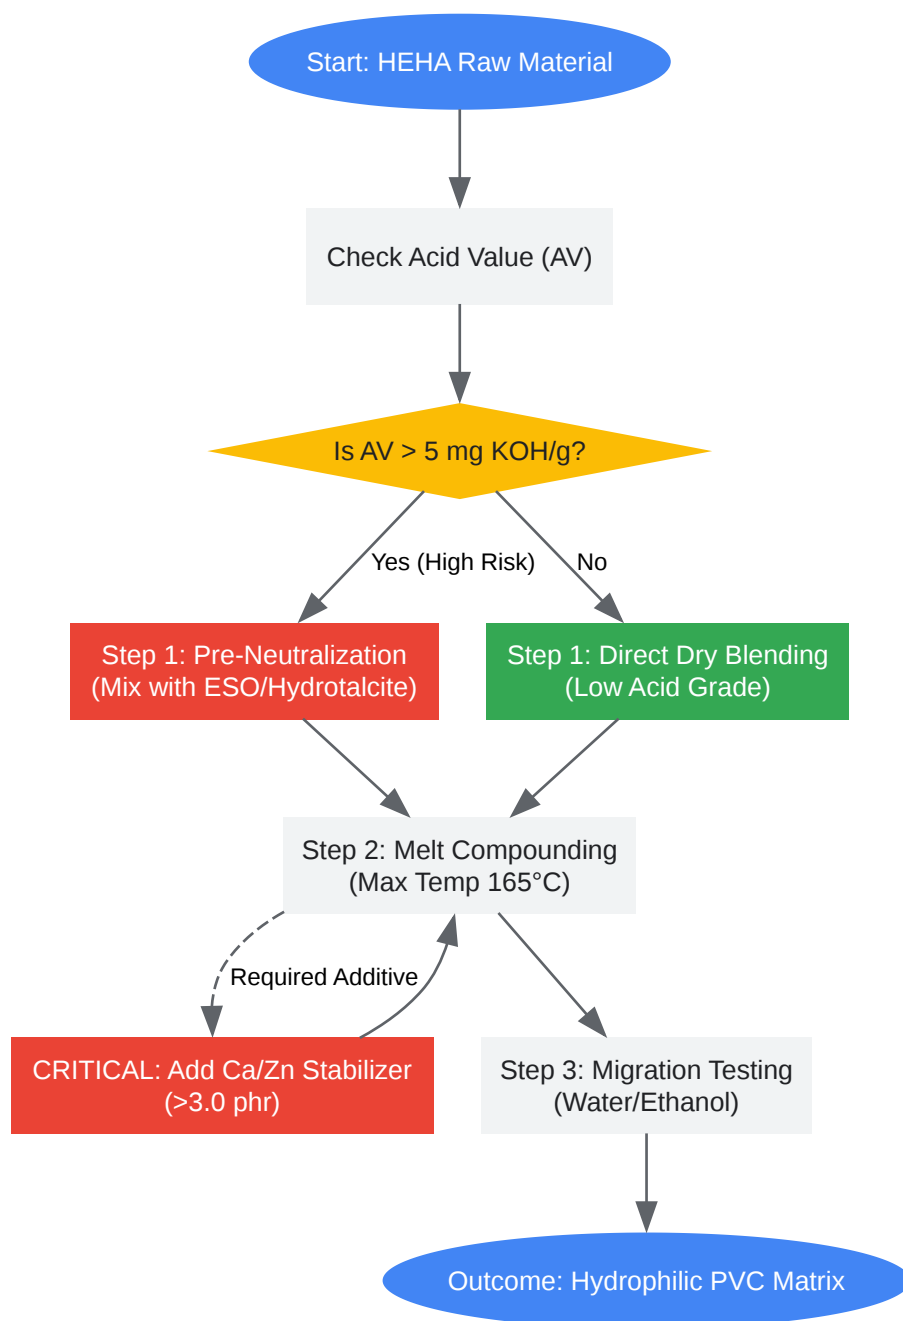 Start: HEHA Raw Material
Check Acid Value (AV)
Is AV > 5 mg KOH/g?
Yes (High Risk)
No
Step 1: Pre-Neutralization
(Mix with ESO/Hydrotalcite)
Step 1: Direct Dry Blending
(Low Acid Grade)
Step 2: Melt Compounding
(Max Temp 165°C)
Required Additive
CRITICAL: Add Ca/Zn Stabilizer
(>3.0 phr)
Step 3: Migration Testing
(Water/Ethanol)
Outcome: Hydrophilic PVC Matrix